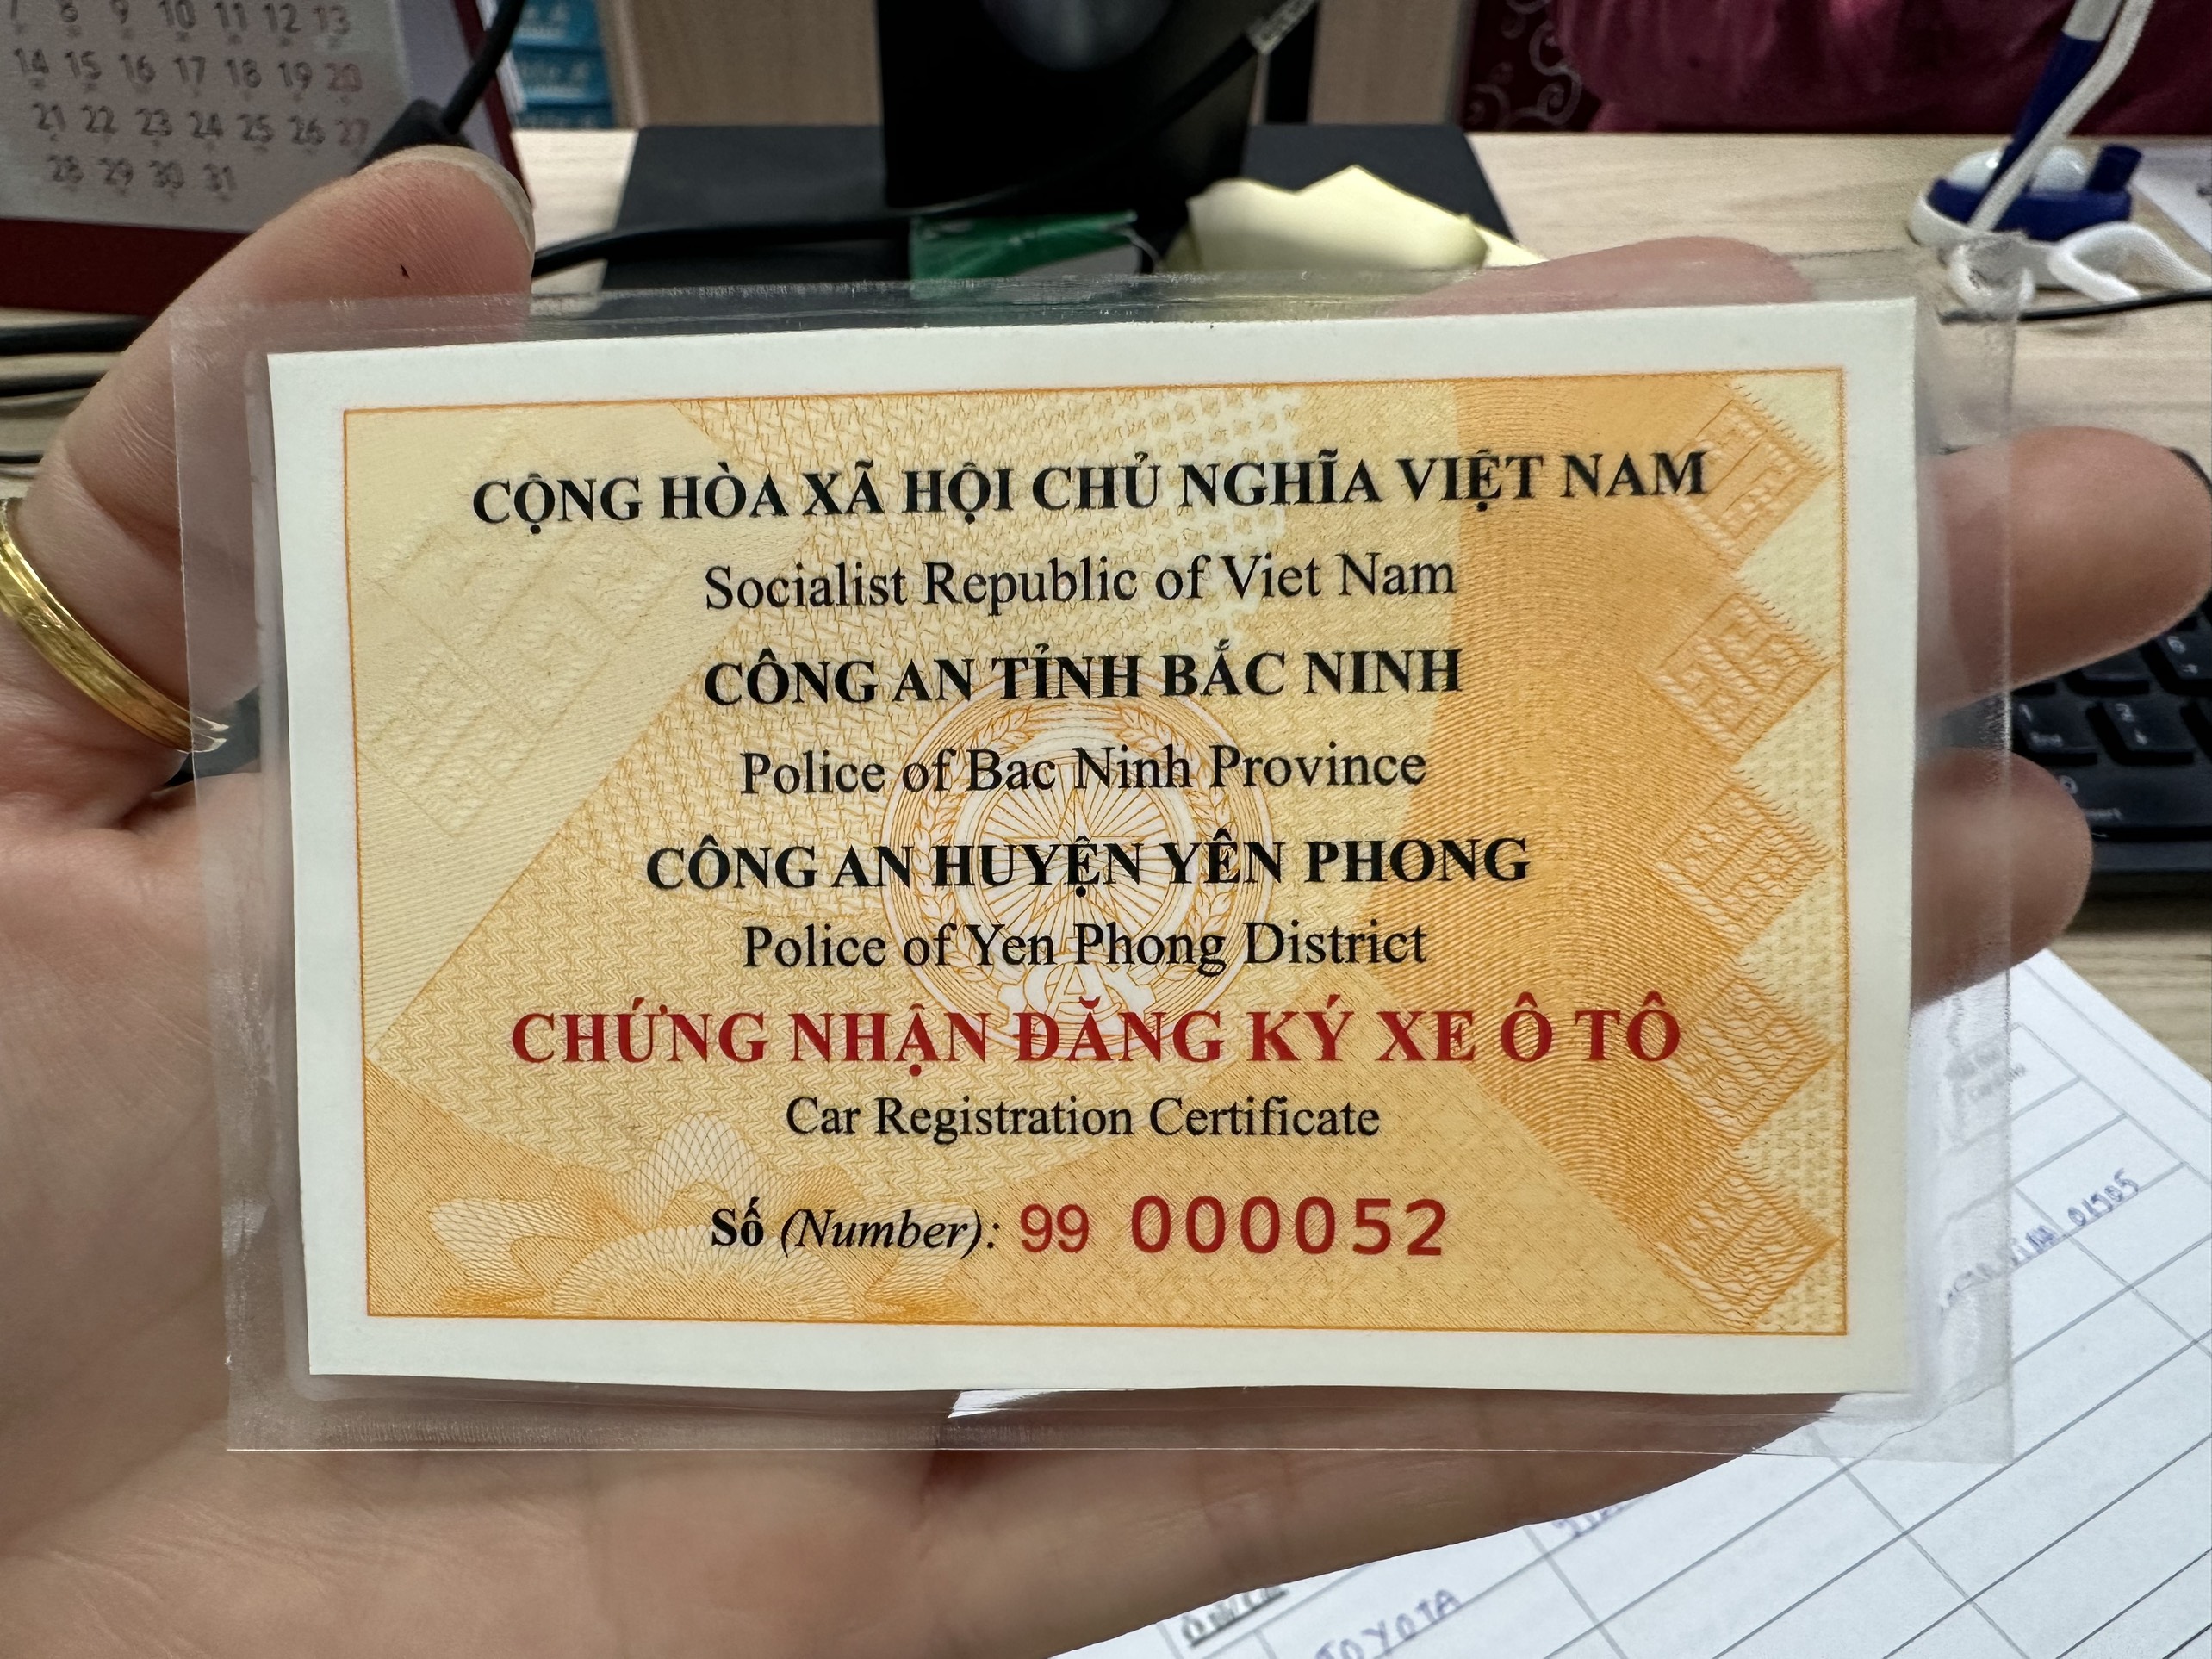 7 8 9 10 11 12 13
14 15 16 17 18 19 20
21 22 23 24 25 26 27
28 29 30 31
CỘNG HÒA XÃ HỘI CHỦ NGHĨA VIỆT NAM
Socialist Republic of Viet Nam
CÔNG AN TỈNH BẮC NINH
Police of Bac Ninh Province
CÔNG AN HUYỆN YÊN PHONG
Police of Yen Phong District
CHỨNG NHẬN ĐĂNG KÝ XE Ô TÔ
Car Registration Certificate
Số (Number): 99 000052
TOYOTA